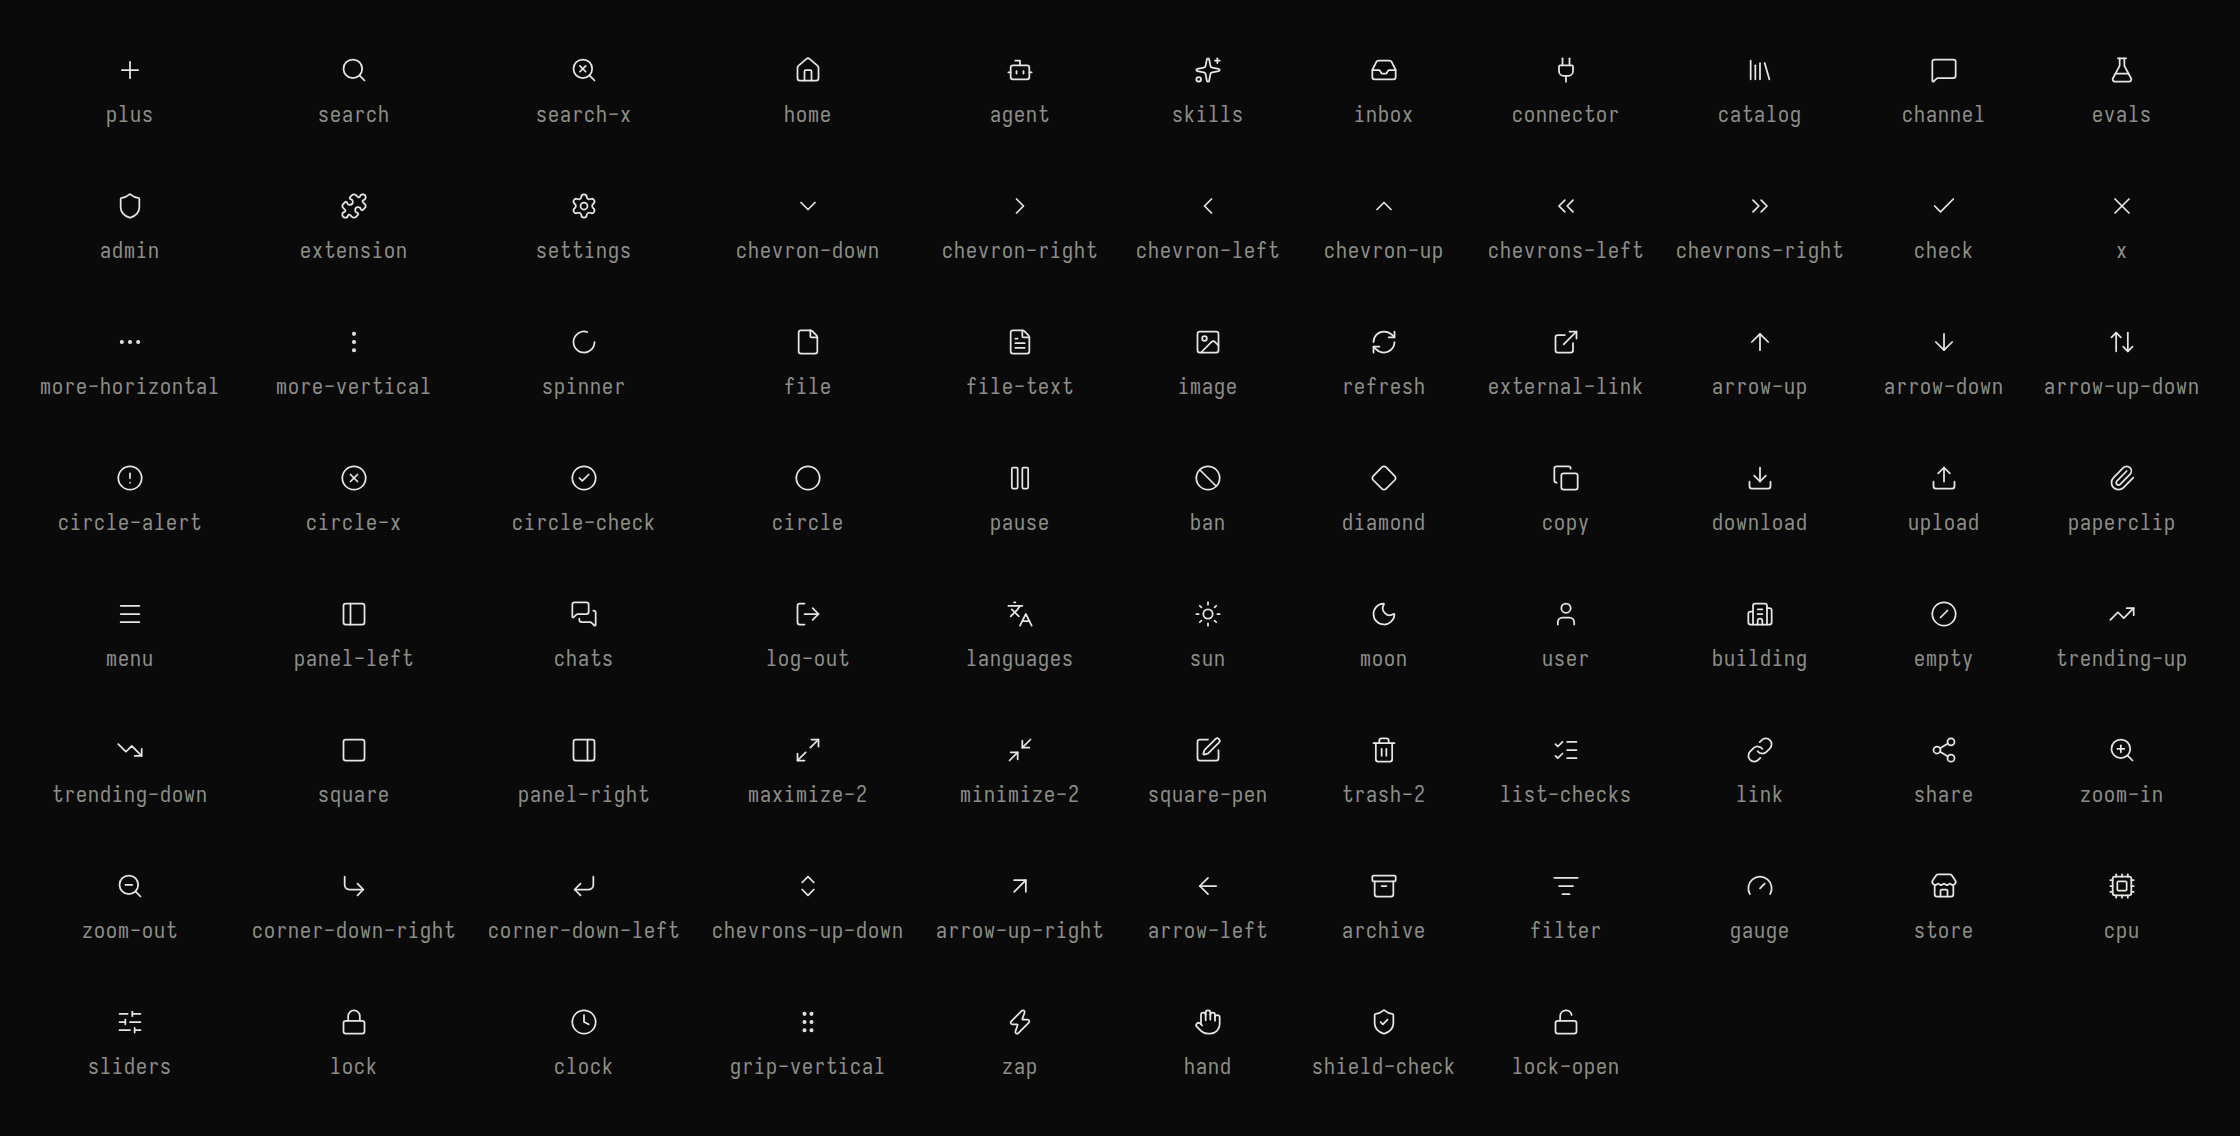 plus search search-x home agent skills inbox connector catalog channel evals
admin extension settings chevron-down chevron-right chevron-left chevron-up chevrons-left chevrons-right check x
more-horizontal more-vertical spinner file file-text image refresh external-link arrow-up arrow-down arrow-up-down
circle-alert circle-x circle-check circle pause ban diamond copy download upload paperclip
menu panel-left chats log-out languages sun moon user building empty trending-up
trending-down square panel-right maximize-2 minimize-2 square-pen trash-2 list-checks link share zoom-in
zoom-out corner-down-right corner-down-left chevrons-up-down arrow-up-right arrow-left archive filter gauge store cpu
sliders lock clock grip-vertical zap hand shield-check lock-open